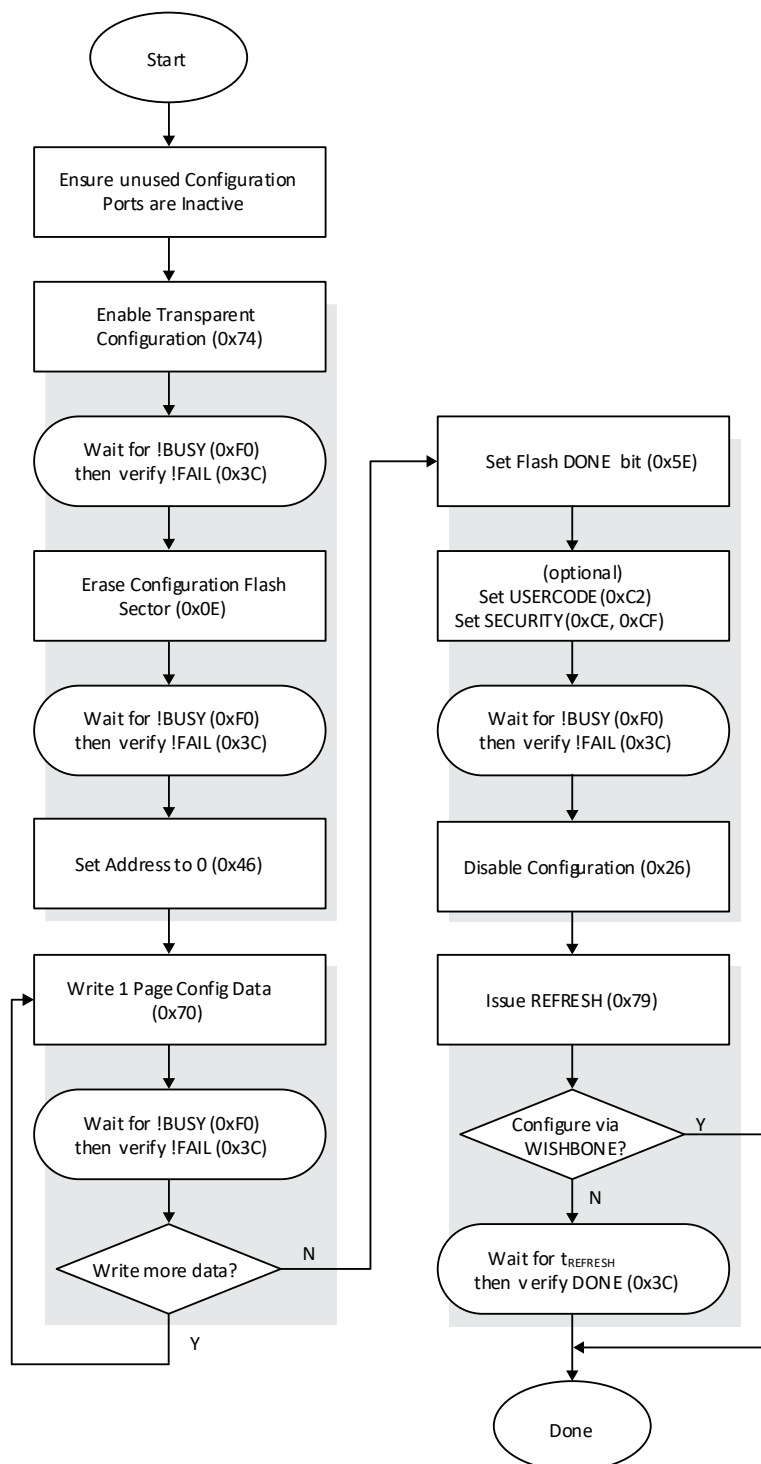 Start
Ensure unused Configuration
Ports are Inactive
Enable Transparent
Configuration (0x74)
Wait for !BUSY (0xF0)
then verify !FAIL (0x3C)
Erase Configuration Flash
Sector (0x0E)
Wait for !BUSY (0xF0)
then verify !FAIL (0x3C)
Set Address to 0 (0x46)
Write 1 Page Config Data
(0x70)
Wait for !BUSY (0xF0)
then verify !FAIL (0x3C)
Write more data?
N
Y
Set Flash DONE bit (0x5E)
(optional)
Set USERCODE (0xC2)
Set SECURITY (0xCE, 0xCF)
Wait for !BUSY (0xF0)
then verify !FAIL (0x3C)
Disable Configuration (0x26)
Issue REFRESH (0x79)
Configure via
WISHBONE?
Y
N
Wait for tREFRESH
then verify DONE (0x3C)
Done